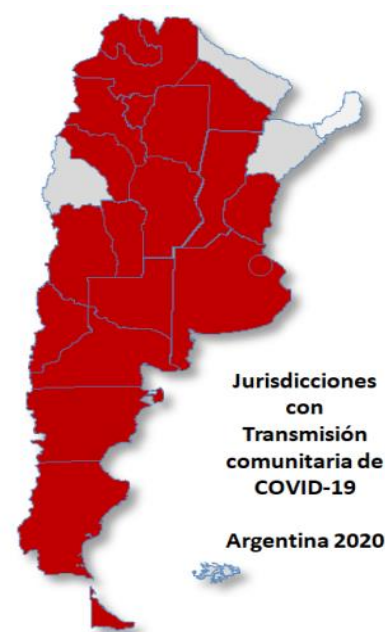 Jurisdicciones
con
Transmisión
comunitaria de
COVID-19
Argentina 2020